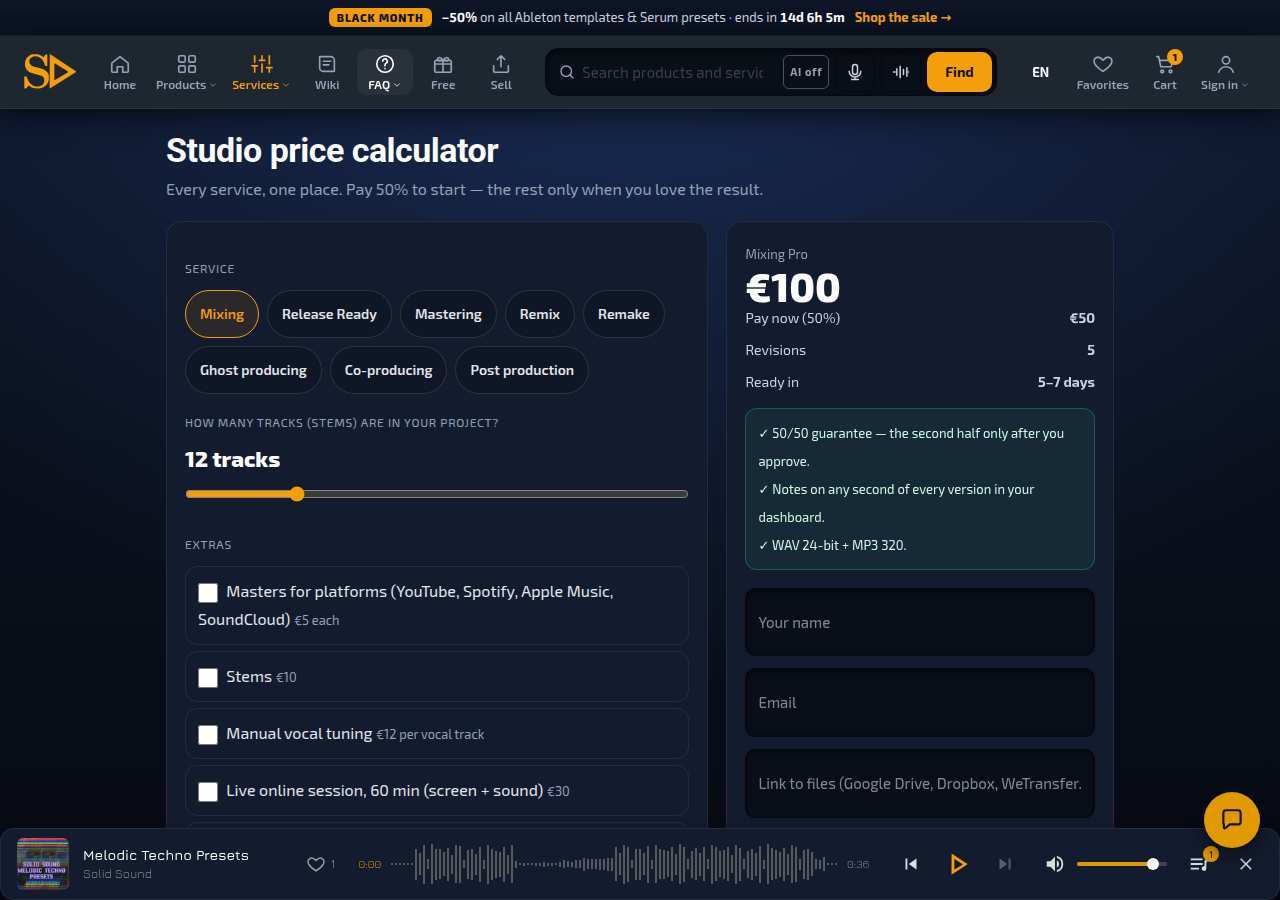 BLACK MONTH −50% on all Ableton templates & Serum presets · ends in 14d 6h 5m Shop the sale →
SD
Home
Products
Services
Wiki
FAQ
Free
Sell
Search products and servic
AI off
Find
EN
Favorites
1
Cart
Sign in
Studio price calculator
Every service, one place. Pay 50% to start — the rest only when you love the result.
SERVICE
Mixing
Release Ready
Mastering
Remix
Remake
Ghost producing
Co-producing
Post production
HOW MANY TRACKS (STEMS) ARE IN YOUR PROJECT?
12 tracks
EXTRAS
Masters for platforms (YouTube, Spotify, Apple Music,
SoundCloud) €5 each
Stems €10
Manual vocal tuning €12 per vocal track
Live online session, 60 min (screen + sound) €30
Mixing Pro
€100
Pay now (50%) €50
Revisions 5
Ready in 5–7 days
✓ 50/50 guarantee — the second half only after you
approve.
✓ Notes on any second of every version in your
dashboard.
✓ WAV 24-bit + MP3 320.
Your name
Email
Link to files (Google Drive, Dropbox, WeTransfer.
SOLID SOUND
MELODIC TECHNO
PRESETS
Melodic Techno Presets
Solid Sound
1
0:00
0:36
1